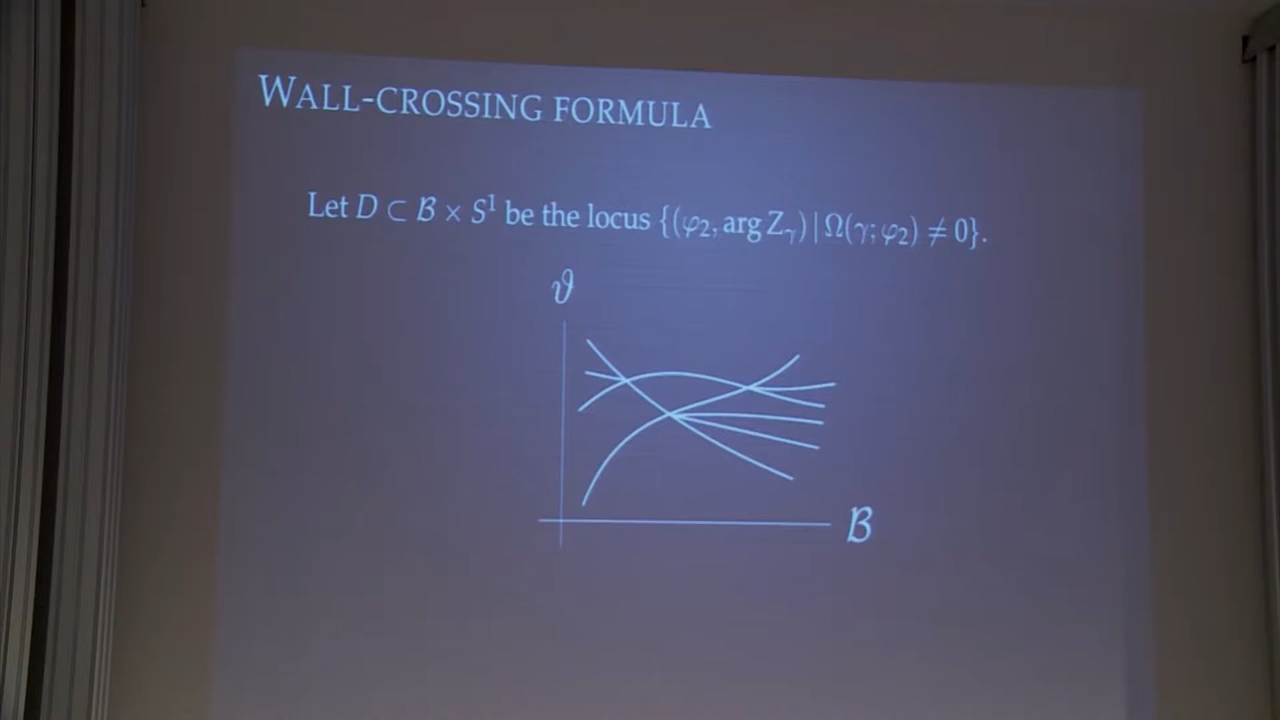 WALL-CROSSING FORMULA
Let D ⊂ ℬ × S¹ be the locus {(φ₂, arg Z_γ) | Ω(γ; φ₂) ≠ 0}.
ϑ
ℬ